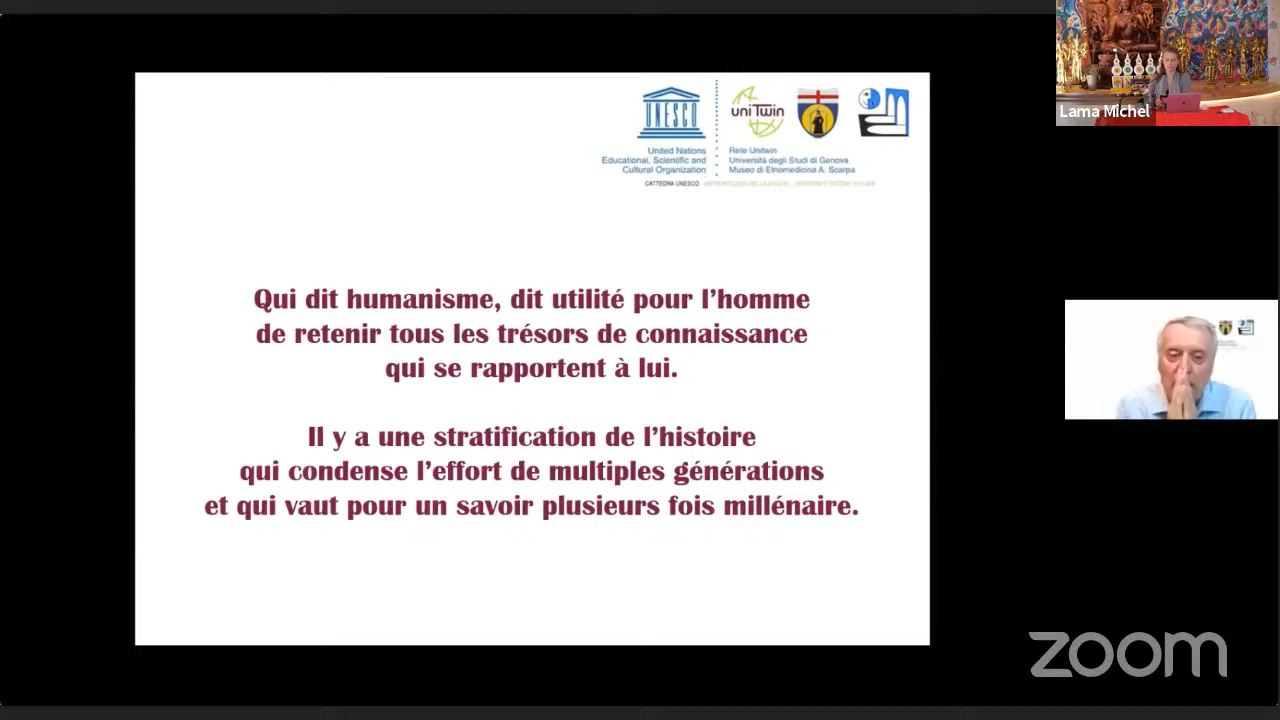 UNESCO
United Nations
Educational, Scientific and
Cultural Organization
uniTwin
Rete Unitwin
Università degli Studi di Genova
Museo di Etnomedicina A. Scarpa
CATTEDRA UNESCO
Lama Michel
Qui dit humanisme, dit utilité pour l’homme
de retenir tous les trésors de connaissance
qui se rapportent à lui.
Il y a une stratification de l’histoire
qui condense l’effort de multiples générations
et qui vaut pour un savoir plusieurs fois millénaire.
zoom